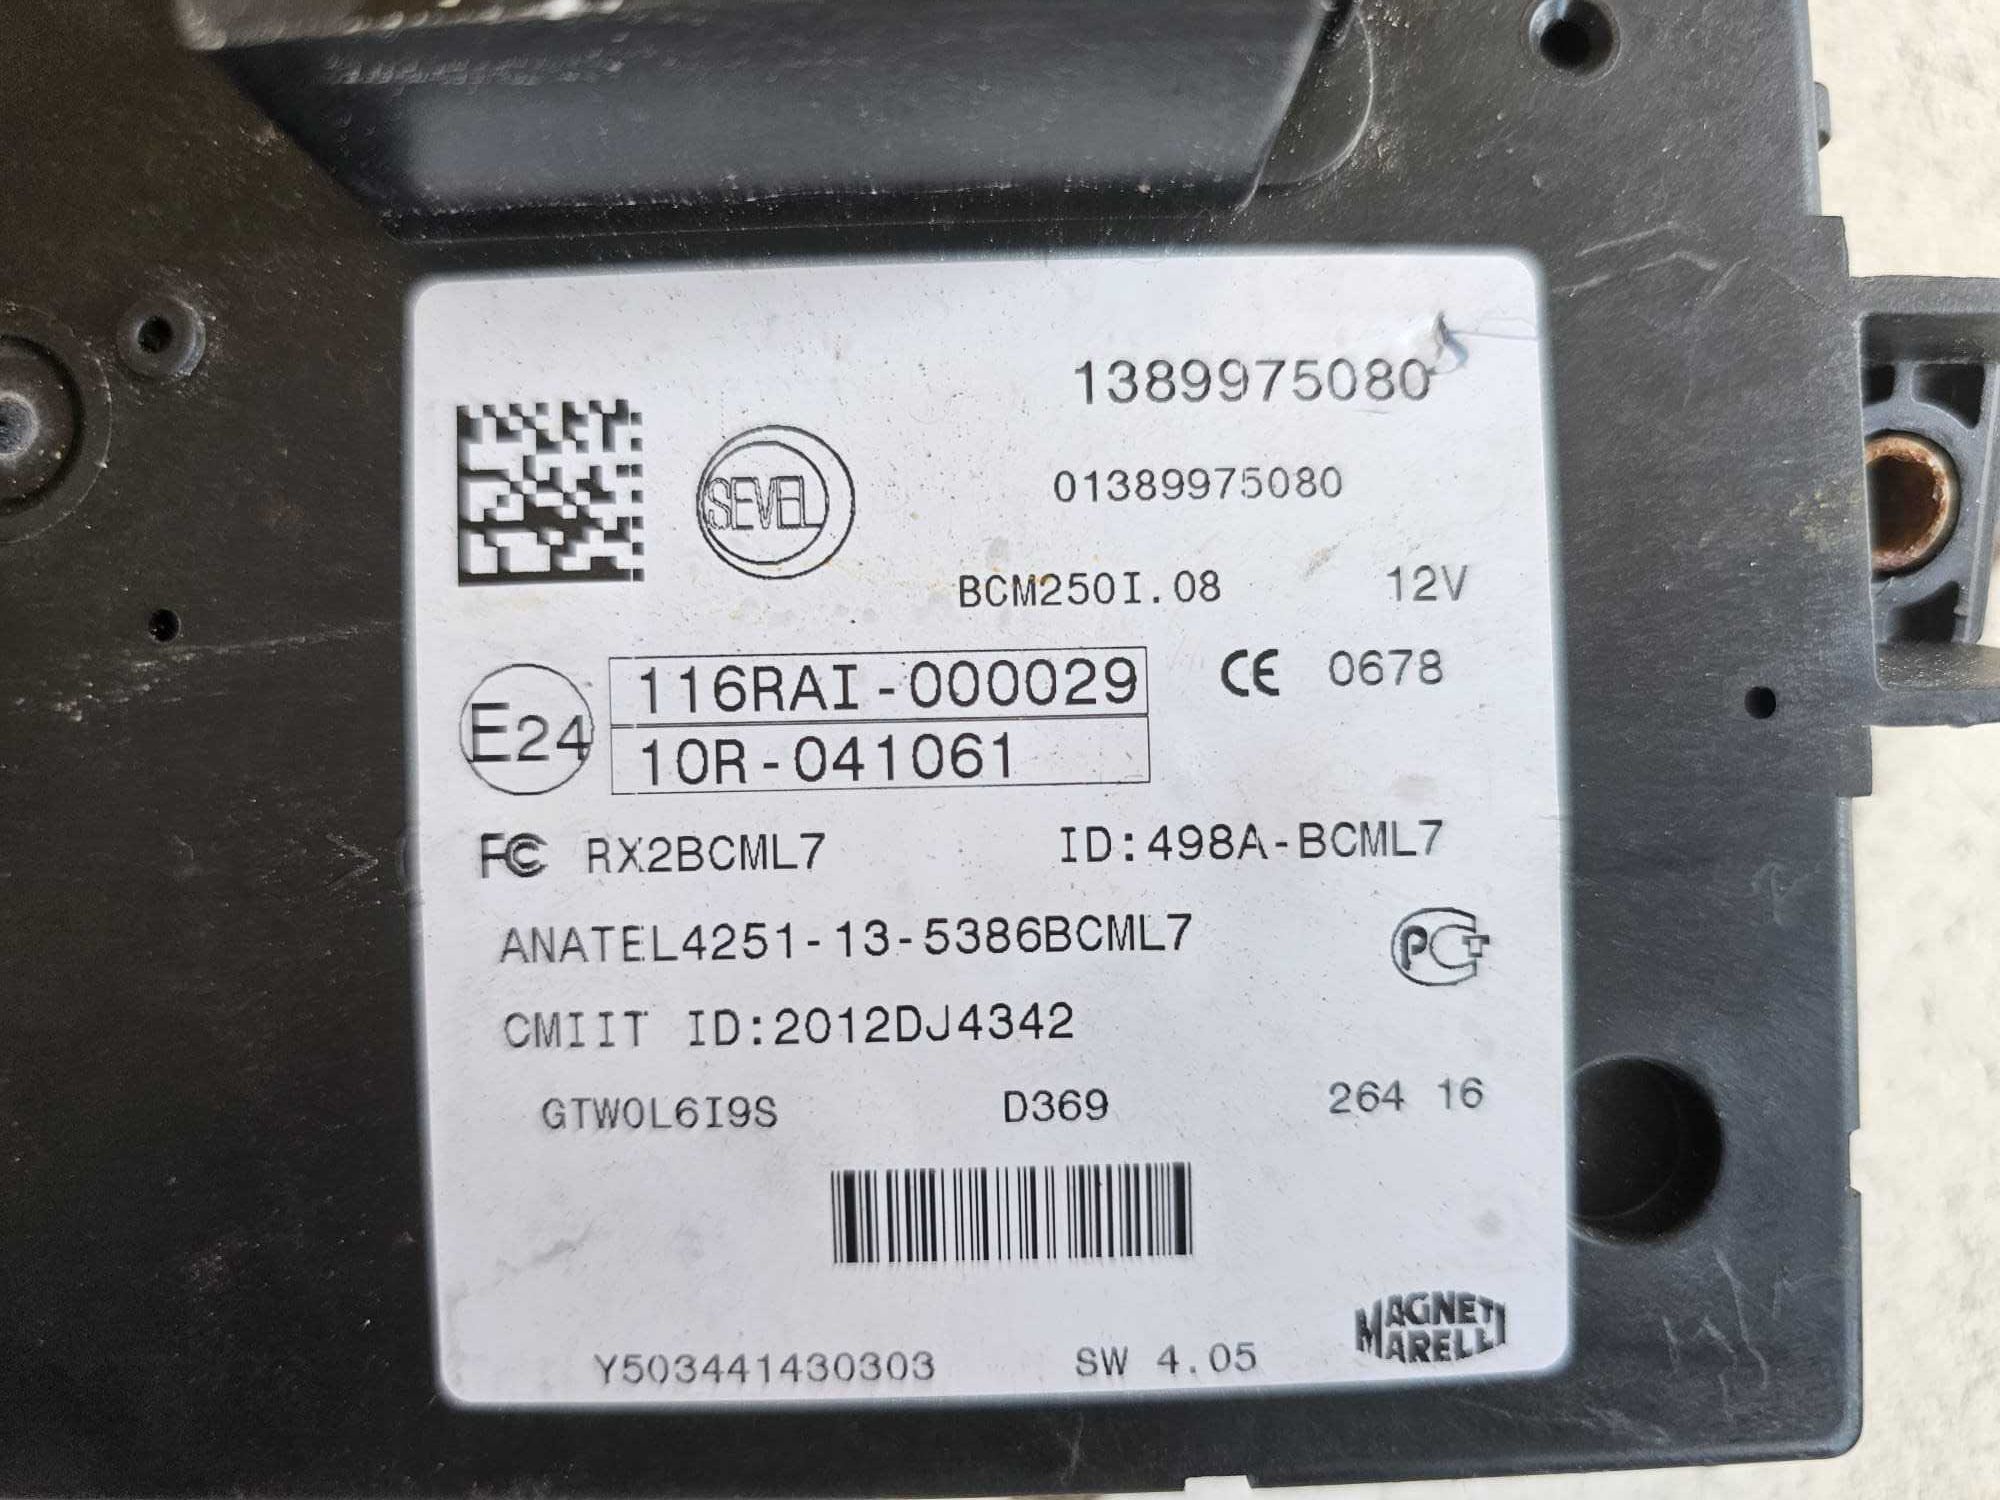 1389975080
SEVEL
01389975080
BCM250I.08 12V
E24
116RAI-000029
CE 0678
10R-041061
FC RX2BCML7 ID:498A-BCML7
ANATEL4251-13-5386BCML7
PCT
CMIIT ID:2012DJ4342
GTWOL6I9S D369 264 16
Y503441430303 SW 4.05
MAGNETI
MARELLI